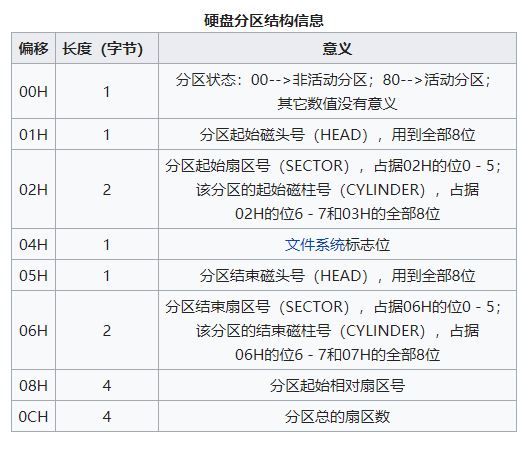 硬盘分区结构信息
偏移 长度（字节） 意义
00H 1 分区状态：00-->非活动分区；80-->活动分区；
其它数值没有意义
01H 1 分区起始磁头号（HEAD），用到全部8位
02H 2 分区起始扇区号（SECTOR），占据02H的位0－5；
该分区的起始磁柱号（CYLINDER），占据
02H的位6－7和03H的全部8位
04H 1 文件系统标志位
05H 1 分区结束磁头号（HEAD），用到全部8位
06H 2 分区结束扇区号（SECTOR），占据06H的位0－5；
该分区的结束磁柱号（CYLINDER），占据
06H的位6－7和07H的全部8位
08H 4 分区起始相对扇区号
0CH 4 分区总的扇区数